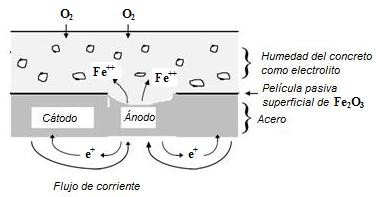 O₂ O₂
Humedad del concreto
como electrolito
Fe⁺⁺ Fe⁺⁺
Película pasiva
superficial de Fe₂O₃
Cátodo Ánodo Acero
e⁺ e⁺
Flujo de corriente